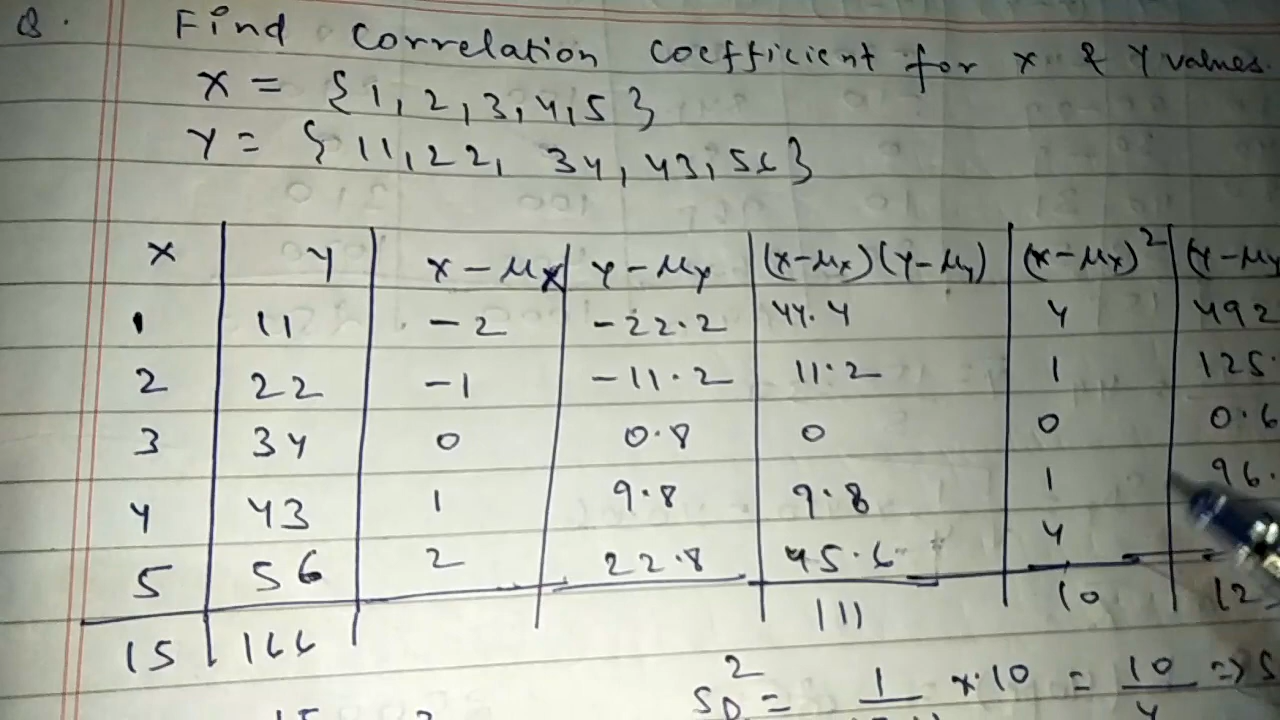 Q. Find correlation coefficient for X & Y values.
X = {1, 2, 3, 4, 5}
Y = {11, 22, 34, 43, 56}
X Y X - μx Y - μy (X-μx)(Y-μy) (X-μx)² (Y-μy
1 11 -2 -22.2 44.4 4 492
2 22 -1 -11.2 11.2 1 125.
3 34 0 0.8 0 0 0.6
4 43 1 9.8 9.8 1 96.
5 56 2 22.8 45.6 4
15 166 111 10 12
SD² = 1 x 10 = 10 => S
4